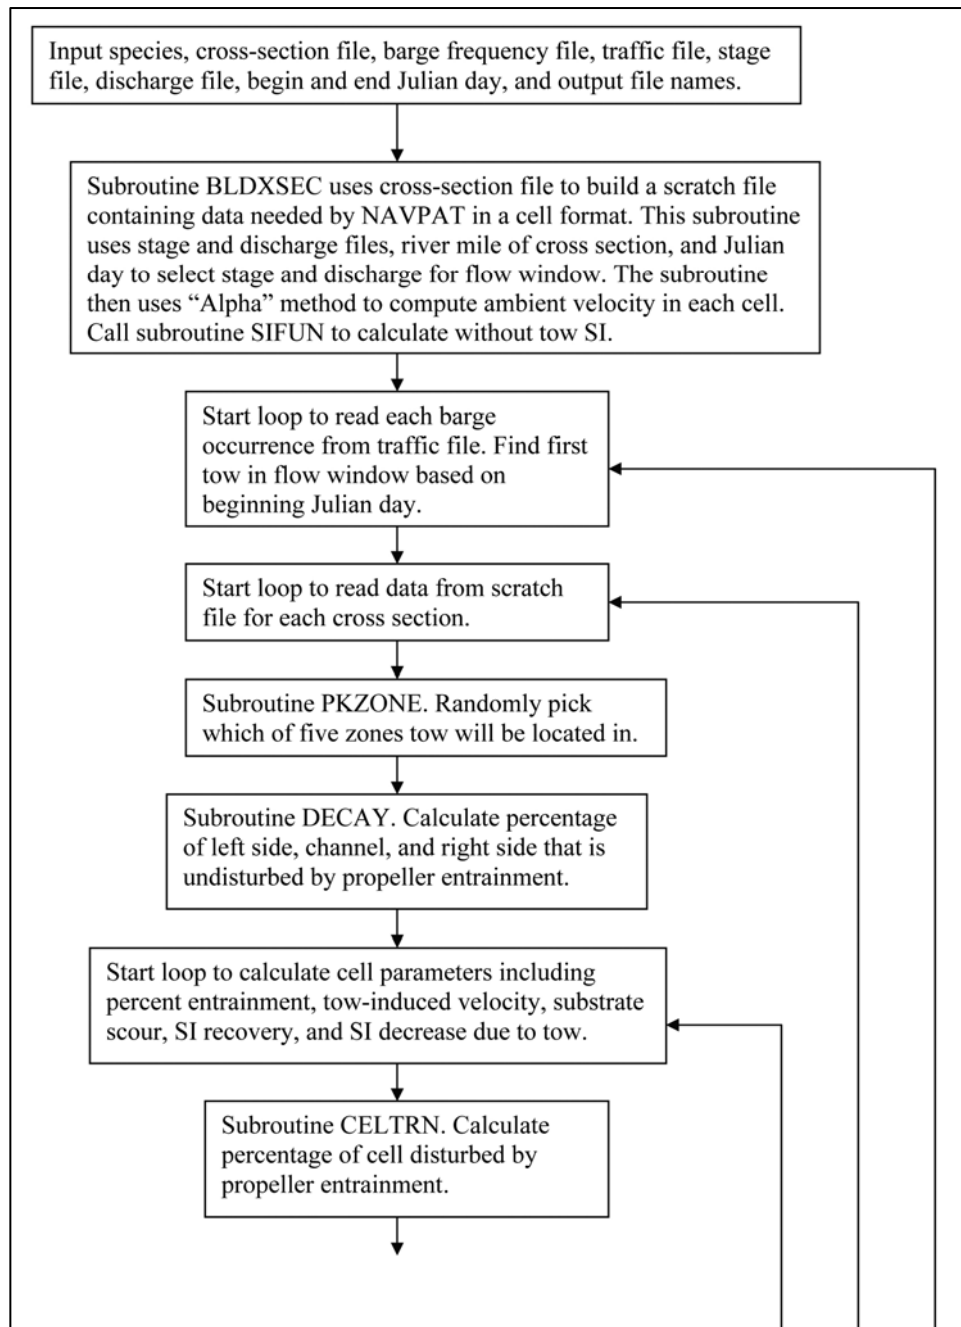 Input species, cross-section file, barge frequency file, traffic file, stage
file, discharge file, begin and end Julian day, and output file names.
Subroutine BLDXSEC uses cross-section file to build a scratch file
containing data needed by NAVPAT in a cell format. This subroutine
uses stage and discharge files, river mile of cross section, and Julian
day to select stage and discharge for flow window. The subroutine
then uses “Alpha” method to compute ambient velocity in each cell.
Call subroutine SIFUN to calculate without tow SI.
Start loop to read each barge
occurrence from traffic file. Find first
tow in flow window based on
beginning Julian day.
Start loop to read data from scratch
file for each cross section.
Subroutine PKZONE. Randomly pick
which of five zones tow will be located in.
Subroutine DECAY. Calculate percentage
of left side, channel, and right side that is
undisturbed by propeller entrainment.
Start loop to calculate cell parameters including
percent entrainment, tow-induced velocity, substrate
scour, SI recovery, and SI decrease due to tow.
Subroutine CELTRN. Calculate
percentage of cell disturbed by
propeller entrainment.